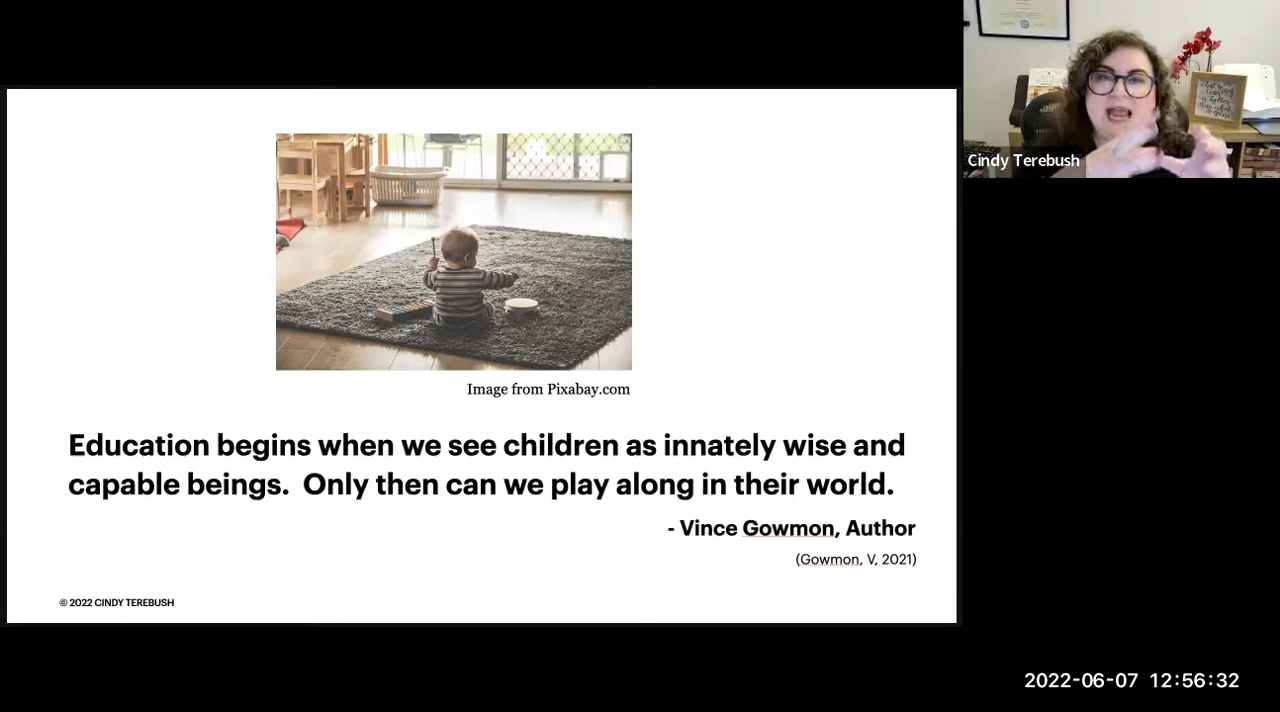 Cindy Terebush
Image from Pixabay.com
Education begins when we see children as innately wise and
capable beings.  Only then can we play along in their world.
- Vince Gowmon, Author
(Gowmon, V, 2021)
© 2022 CINDY TEREBUSH
2022-06-07 12:56:32